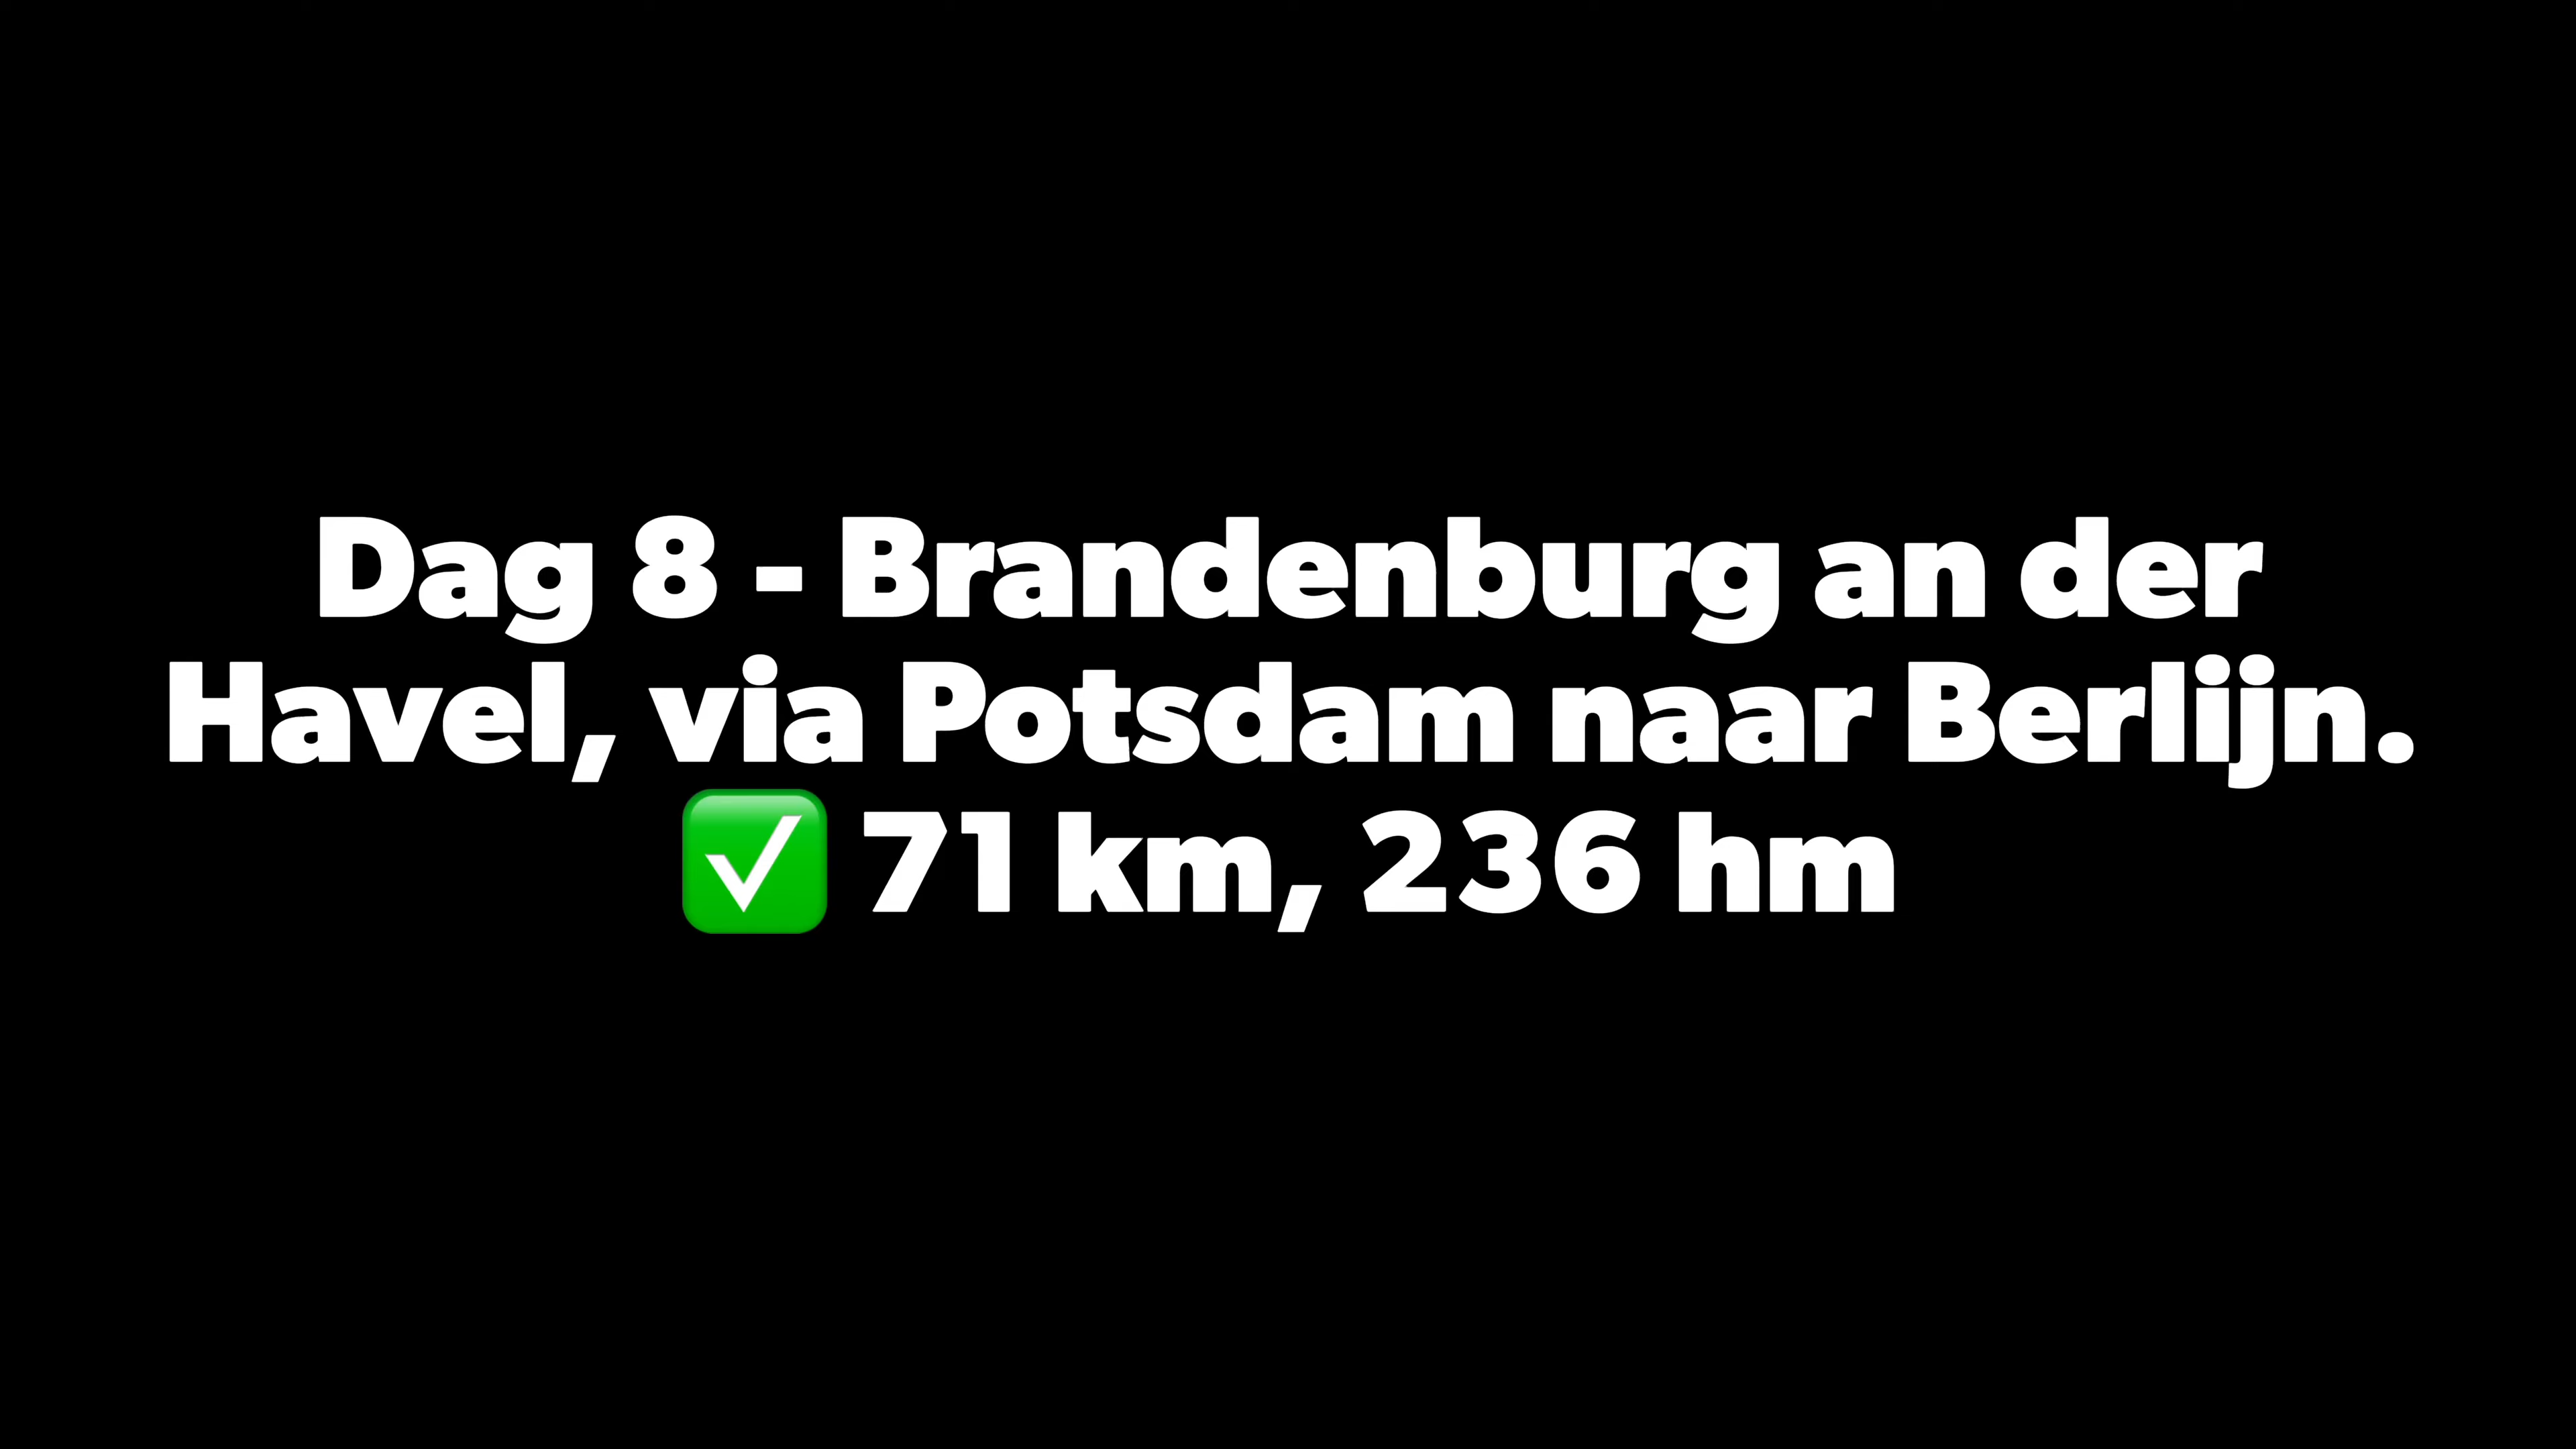 Dag 8 - Brandenburg an der
Havel, via Potsdam naar Berlijn.
✅ 71 km, 236 hm